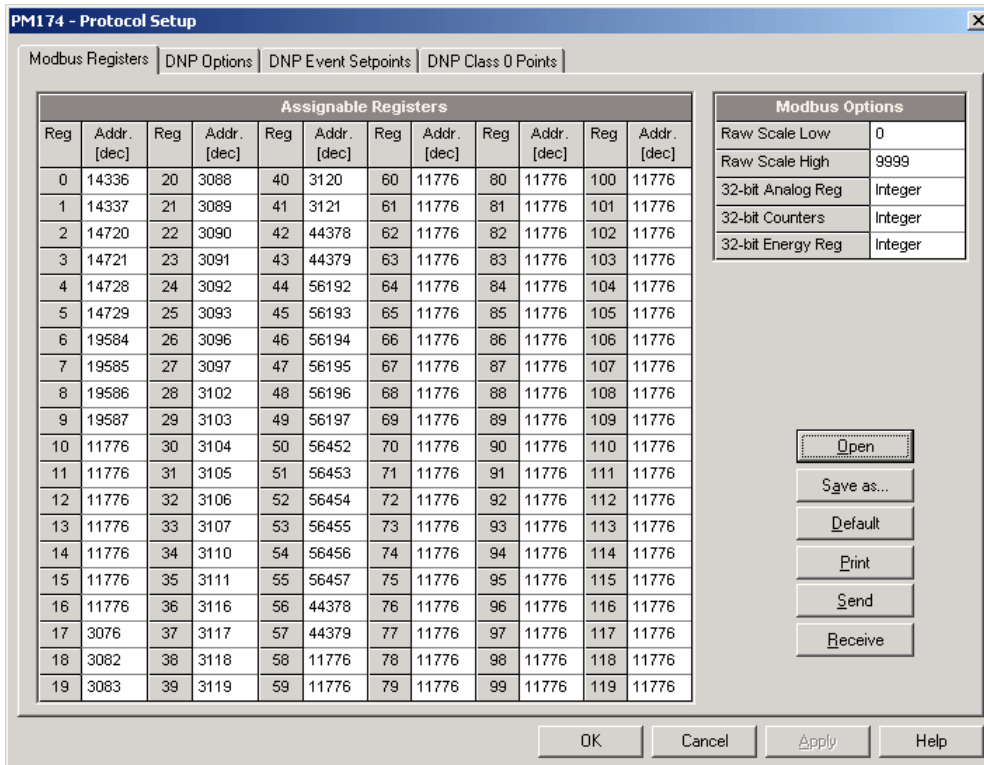 PM174 - Protocol Setup
Modbus Registers DNP Options DNP Event Setpoints DNP Class 0 Points
Assignable Registers
Reg Addr. [dec] Reg Addr. [dec] Reg Addr. [dec] Reg Addr. [dec] Reg Addr. [dec] Reg Addr. [dec]
0 14336 20 3088 40 3120 60 11776 80 11776 100 11776
1 14337 21 3089 41 3121 61 11776 81 11776 101 11776
2 14720 22 3090 42 44378 62 11776 82 11776 102 11776
3 14721 23 3091 43 44379 63 11776 83 11776 103 11776
4 14728 24 3092 44 56192 64 11776 84 11776 104 11776
5 14729 25 3093 45 56193 65 11776 85 11776 105 11776
6 19584 26 3096 46 56194 66 11776 86 11776 106 11776
7 19585 27 3097 47 56195 67 11776 87 11776 107 11776
8 19586 28 3102 48 56196 68 11776 88 11776 108 11776
9 19587 29 3103 49 56197 69 11776 89 11776 109 11776
10 11776 30 3104 50 56452 70 11776 90 11776 110 11776
11 11776 31 3105 51 56453 71 11776 91 11776 111 11776
12 11776 32 3106 52 56454 72 11776 92 11776 112 11776
13 11776 33 3107 53 56455 73 11776 93 11776 113 11776
14 11776 34 3110 54 56456 74 11776 94 11776 114 11776
15 11776 35 3111 55 56457 75 11776 95 11776 115 11776
16 11776 36 3116 56 44378 76 11776 96 11776 116 11776
17 3076 37 3117 57 44379 77 11776 97 11776 117 11776
18 3082 38 3118 58 11776 78 11776 98 11776 118 11776
19 3083 39 3119 59 11776 79 11776 99 11776 119 11776
Modbus Options
Raw Scale Low 0
Raw Scale High 9999
32-bit Analog Reg Integer
32-bit Counters Integer
32-bit Energy Reg Integer
Open
Save as...
Default
Print
Send
Receive
OK Cancel Apply Help